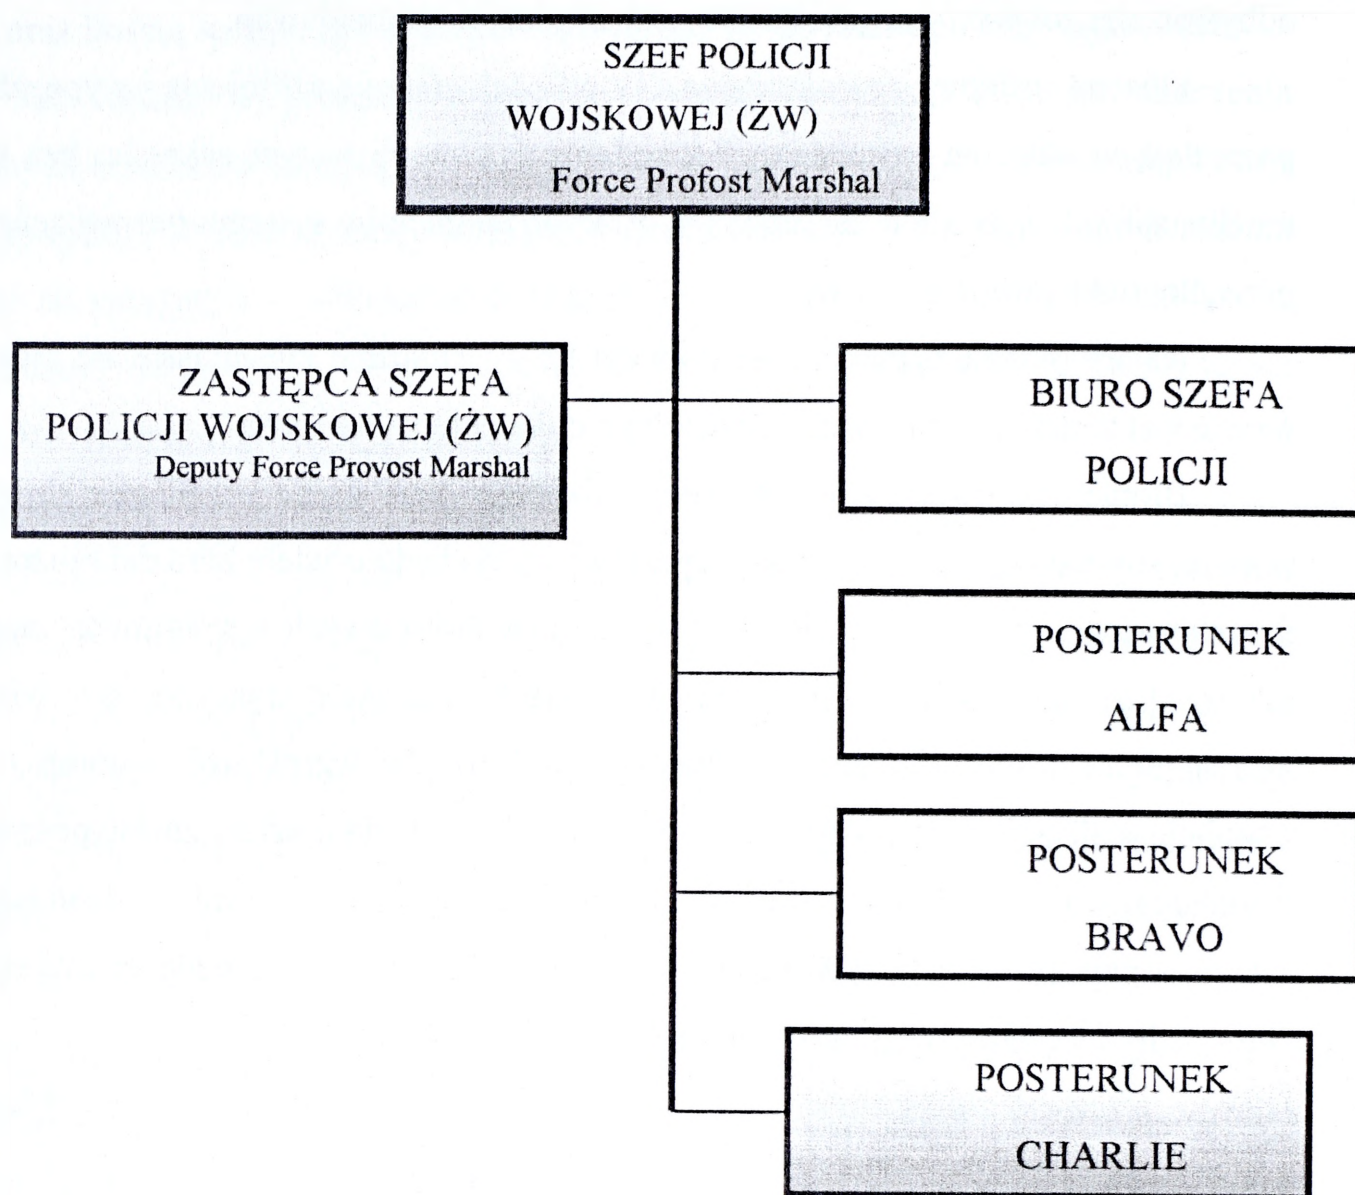 SZEF POLICJI
WOJSKOWEJ (ŻW)
Force Profost Marshal
ZASTĘPCA SZEFA
POLICJI WOJSKOWEJ (ŻW)
Deputy Force Provost Marshal
BIURO SZEFA
POLICJI
POSTERUNEK
ALFA
POSTERUNEK
BRAVO
POSTERUNEK
CHARLIE